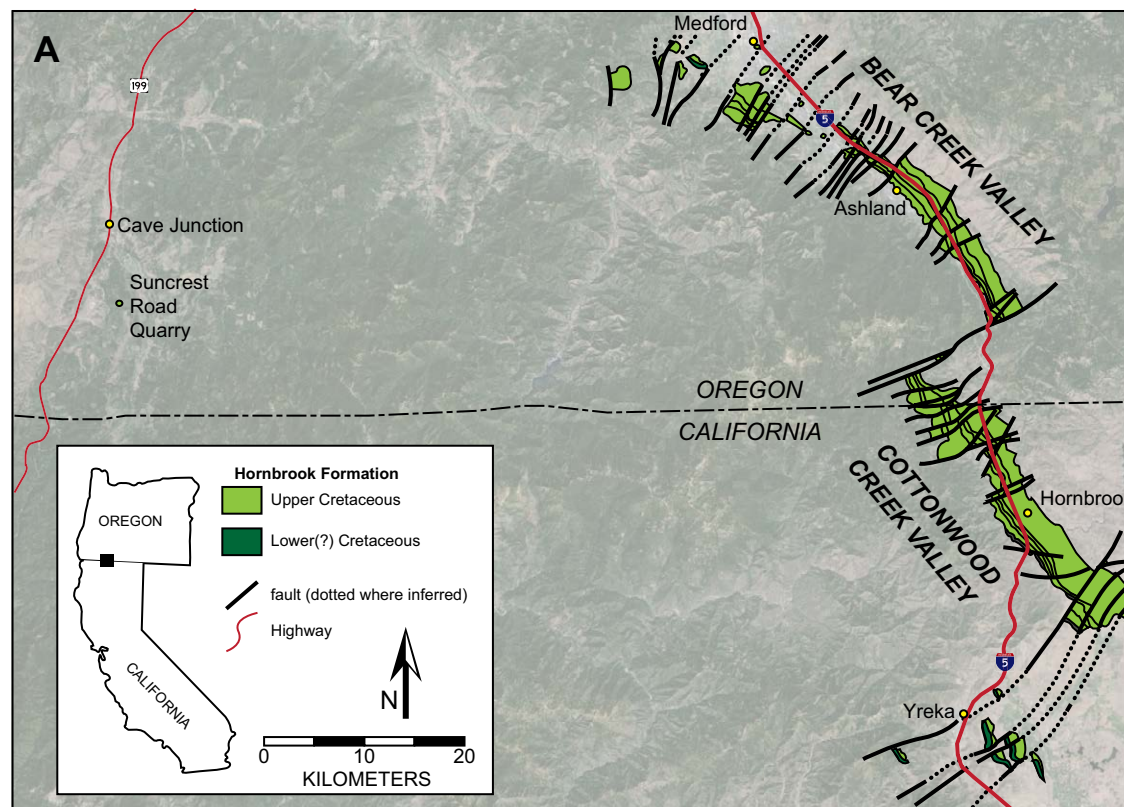 A
199
Medford
BEAR CREEK VALLEY
5
Ashland
Cave Junction
Suncrest
Road
Quarry
OREGON
CALIFORNIA
COTTONWOOD
CREEK VALLEY
Hornbroo
5
Yreka
Hornbrook Formation
Upper Cretaceous
Lower(?) Cretaceous
fault (dotted where inferred)
Highway
OREGON
CALIFORNIA
N
0 10 20
KILOMETERS